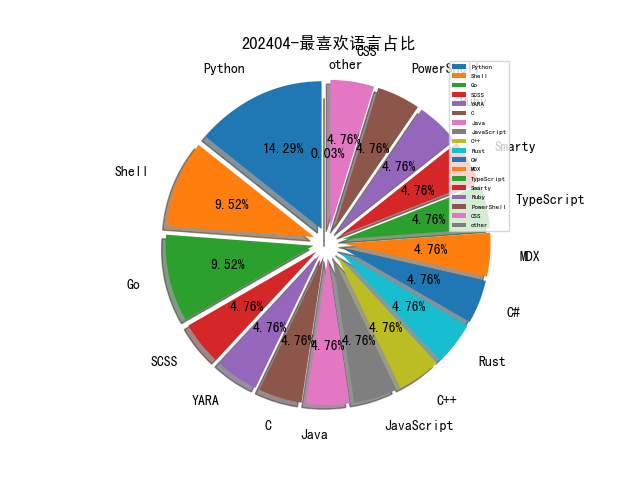 202404-最喜欢语言占比
CSS
other
Python
PowerShell
Ruby
Smarty
Shell
TypeScript
Go
MDX
C#
SCSS
Rust
YARA
C++
C
JavaScript
Java
14.29%
0.03%
4.76%
4.76%
4.76%
4.76%
9.52%
4.76%
9.52%
4.76%
4.76%
4.76%
4.76%
4.76%
4.76%
4.76%
4.76%
4.76%
Python
Shell
Go
SCSS
YARA
C
Java
JavaScript
C++
Rust
C#
MDX
TypeScript
Smarty
Ruby
PowerShell
CSS
other